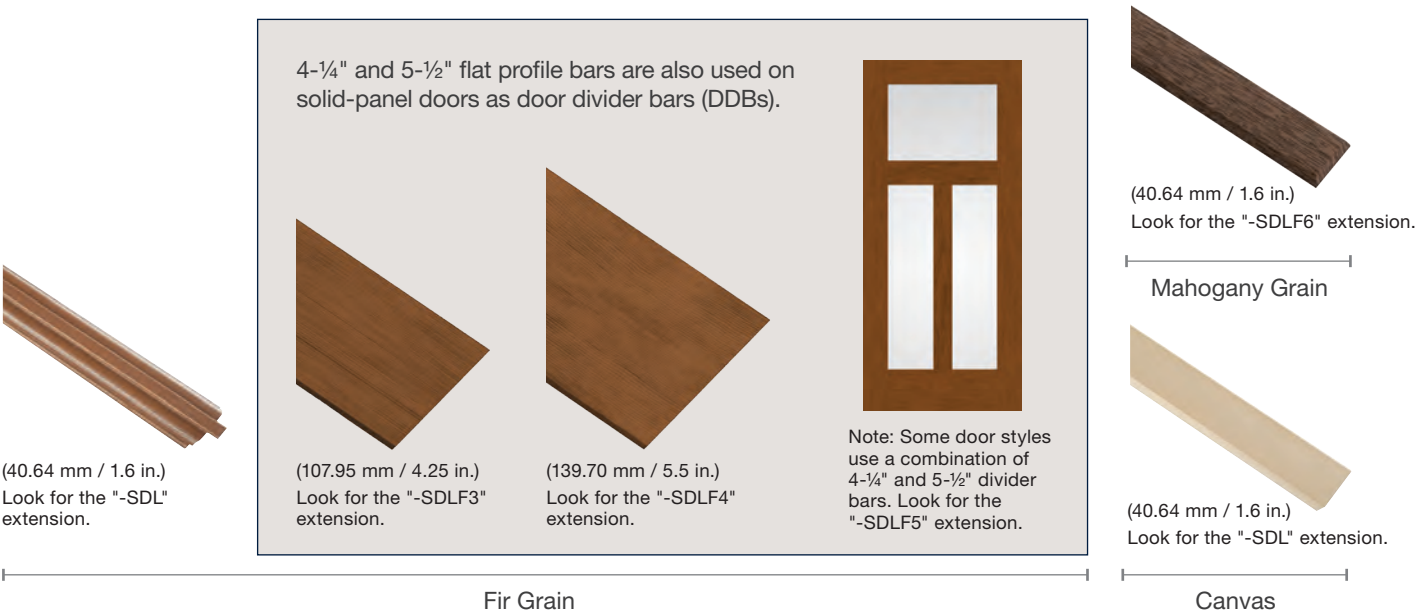 4-¼" and 5-½" flat profile bars are also used on
solid-panel doors as door divider bars (DDBs).
(40.64 mm / 1.6 in.)
Look for the "-SDL"
extension.
(107.95 mm / 4.25 in.)
Look for the "-SDLF3"
extension.
(139.70 mm / 5.5 in.)
Look for the "-SDLF4"
extension.
Note: Some door styles
use a combination of
4-¼" and 5-½" divider
bars. Look for the
"-SDLF5" extension.
Fir Grain
(40.64 mm / 1.6 in.)
Look for the "-SDLF6" extension.
Mahogany Grain
(40.64 mm / 1.6 in.)
Look for the "-SDL" extension.
Canvas